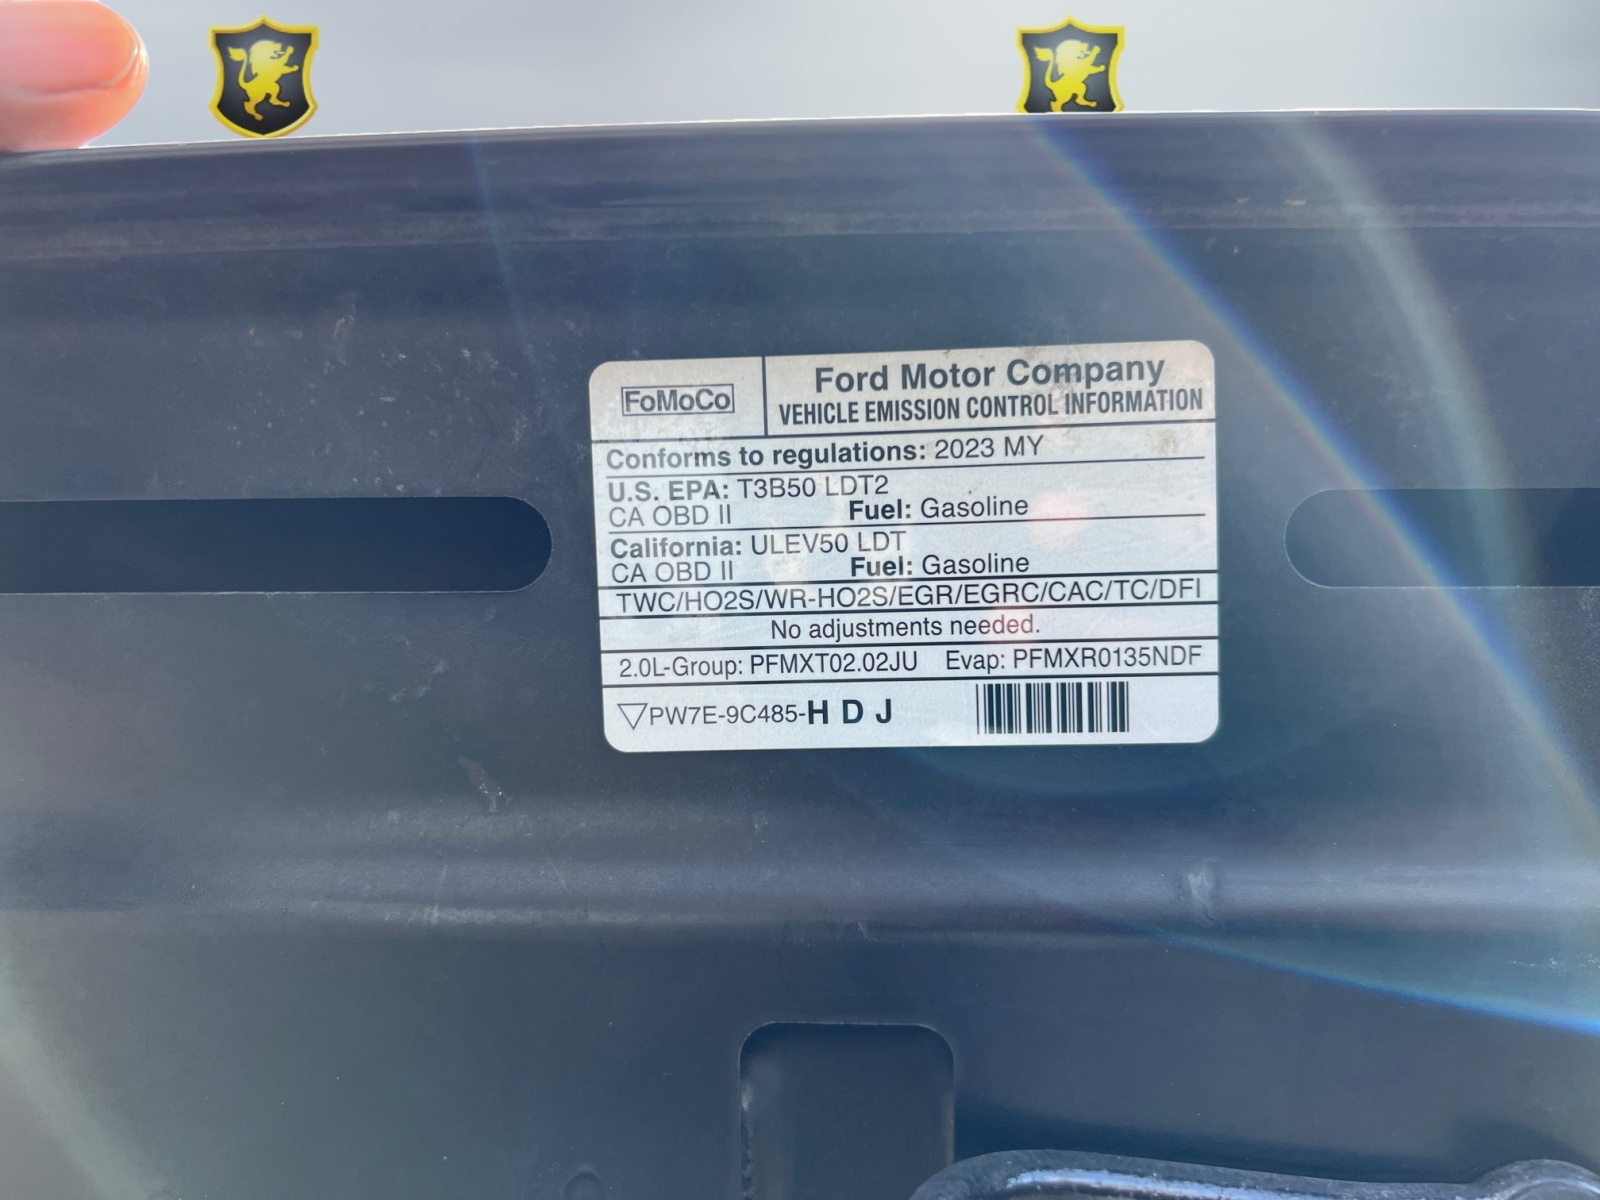 FoMoCo
Ford Motor Company
VEHICLE EMISSION CONTROL INFORMATION
Conforms to regulations: 2023 MY
U.S. EPA: T3B50 LDT2
CA OBD II Fuel: Gasoline
California: ULEV50 LDT
CA OBD II Fuel: Gasoline
TWC/HO2S/WR-HO2S/EGR/EGRC/CAC/TC/DFI
No adjustments needed.
2.0L-Group: PFMXT02.02JU Evap: PFMXR0135NDF
PW7E-9C485-H D J